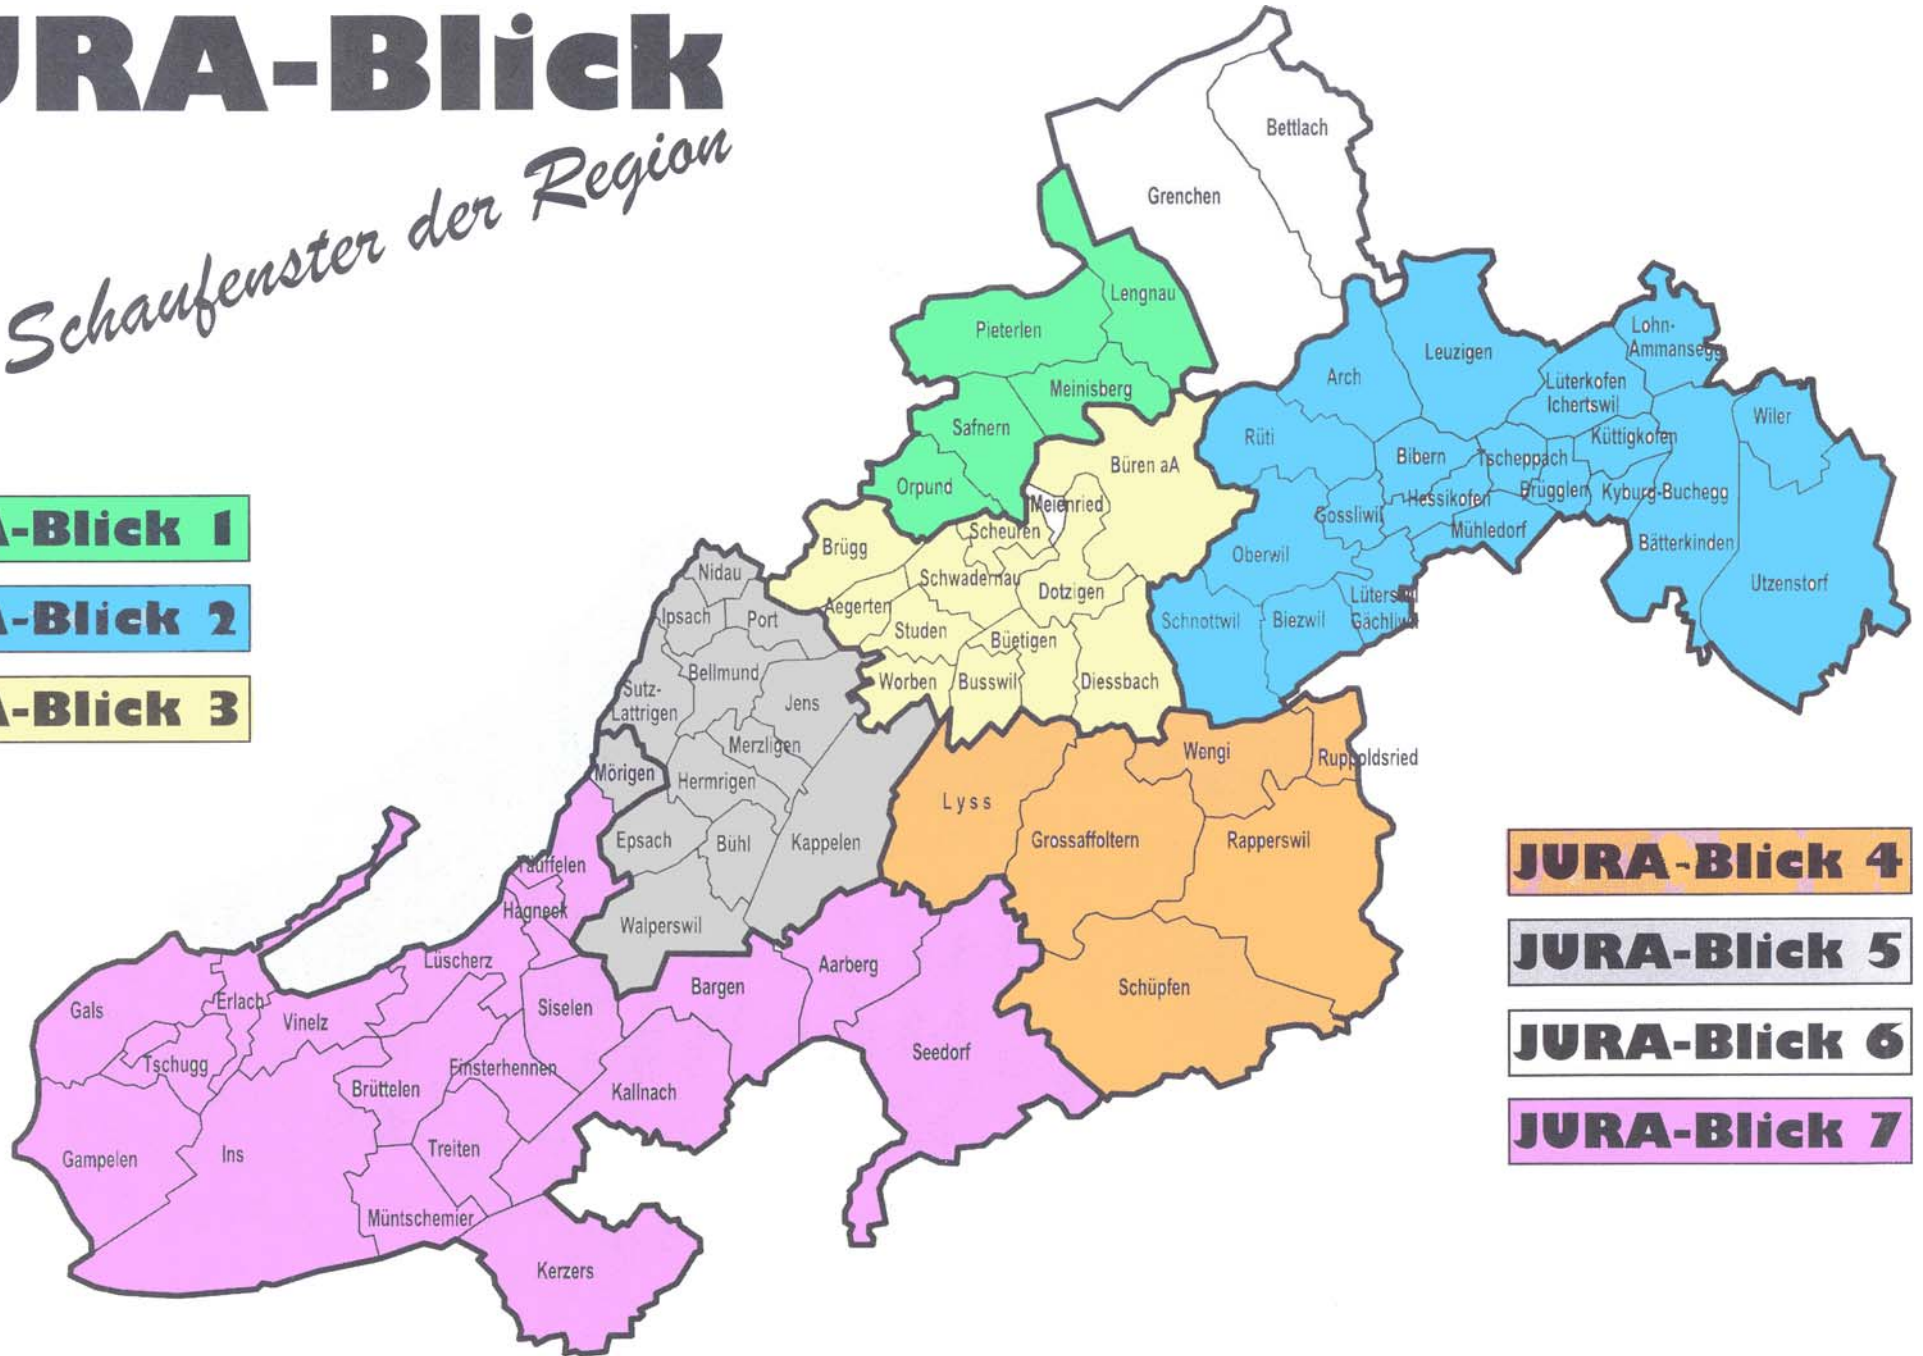 URA-Blick
Schaufenster der Region
A-Blick 1
A-Blick 2
A-Blick 3
JURA-Blick 4
JURA-Blick 5
JURA-Blick 6
JURA-Blick 7
Bettlach
Grenchen
Lengnau
Pieterlen
Meinisberg
Safnern
Orpund
Lohn-
Ammansegg
Leuzigen
Arch
Lüterkofen
Ichertswil
Wiler
Rüti
Bibern
Tscheppach
Küttigkofen
Hessikofen
Brügglen
Kyburg-Buchegg
Gossliwil
Mühledorf
Bätterkinden
Oberwil
Utzenstorf
Schnottwil
Biezwil
Lüterswil
Gächliwil
Büren aA
Meienried
Scheuren
Brügg
Schwadernau
Dotzigen
Aegerten
Studen
Büetigen
Worben
Busswil
Diessbach
Nidau
Ipsach
Port
Bellmund
Sutz-
Lattrigen
Jens
Merzligen
Mörigen
Hermrigen
Epsach
Bühl
Kappelen
Walperswil
Wengi
Ruppoldsried
Lyss
Grossaffoltern
Rapperswil
Schüpfen
Täuffelen
Hagneck
Lüscherz
Aarberg
Bargen
Siselen
Gals
Erlach
Vinelz
Tschugg
Finsterhennen
Seedorf
Brüttelen
Kallnach
Gampelen
Ins
Treiten
Müntschemier
Kerzers